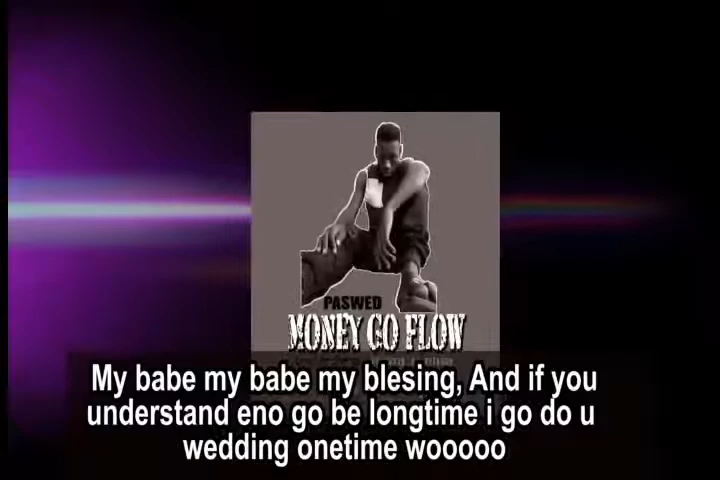 PASWED
MONEY GO FLOW
My babe my babe my blesing, And if you
understand eno go be longtime i go do u
wedding onetime wooooo